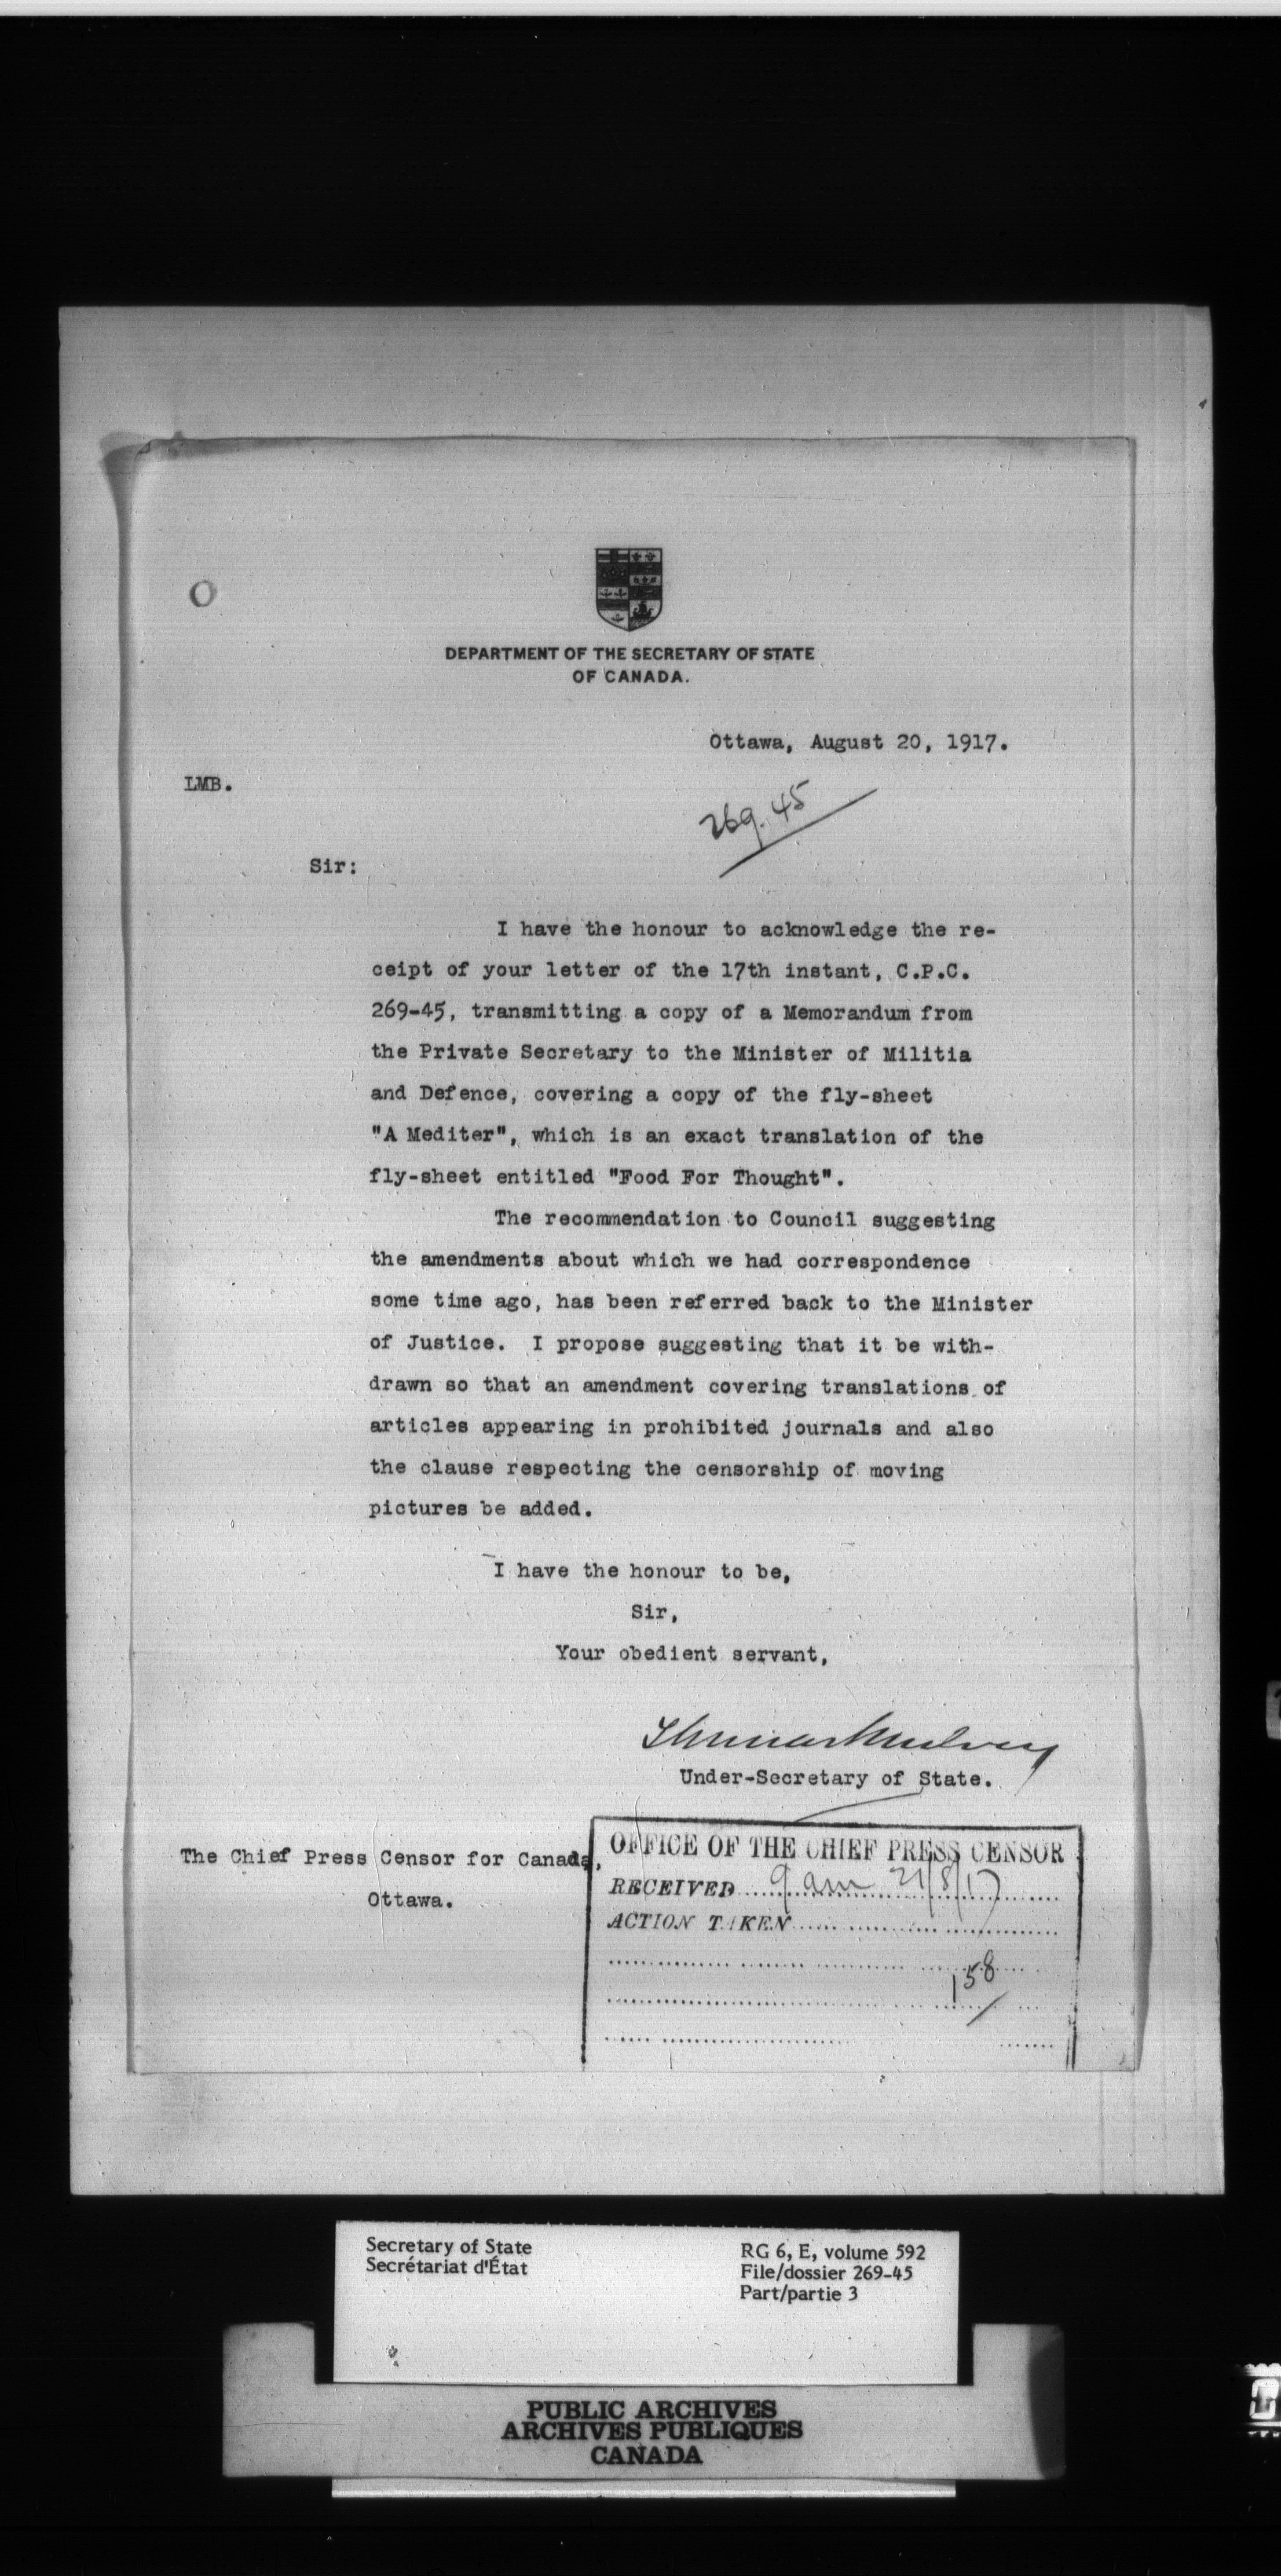 DEPARTMENT OF THE SECRETARY OF STATE
OF CANADA.
Ottawa, August 20, 1917.
LMB.
269.45
Sir:
I have the honour to acknowledge the re-
ceipt of your letter of the 17th instant, C.P.C.
269-45, transmitting a copy of a Memorandum from
the Private Secretary to the Minister of Militia
and Defence, covering a copy of the fly-sheet
"A Mediter", which is an exact translation of the
fly-sheet entitled "Food For Thought".
The recommendation to Council suggesting
the amendments about which we had correspondence
some time ago, has been referred back to the Minister
of Justice. I propose suggesting that it be with-
drawn so that an amendment covering translations of
articles appearing in prohibited journals and also
the clause respecting the censorship of moving
pictures be added.
I have the honour to be,
Sir,
Your obedient servant,
Thomas Mulvey
Under-Secretary of State.
The Chief Press Censor for Canada,
Ottawa.
OFFICE OF THE CHIEF PRESS CENSOR
RECEIVED 9 am 21/8/17
ACTION TAKEN
158
Secretary of State
Secrétariat d'État
RG 6, E, volume 592
File/dossier 269-45
Part/partie 3
PUBLIC ARCHIVES
ARCHIVES PUBLIQUES
CANADA